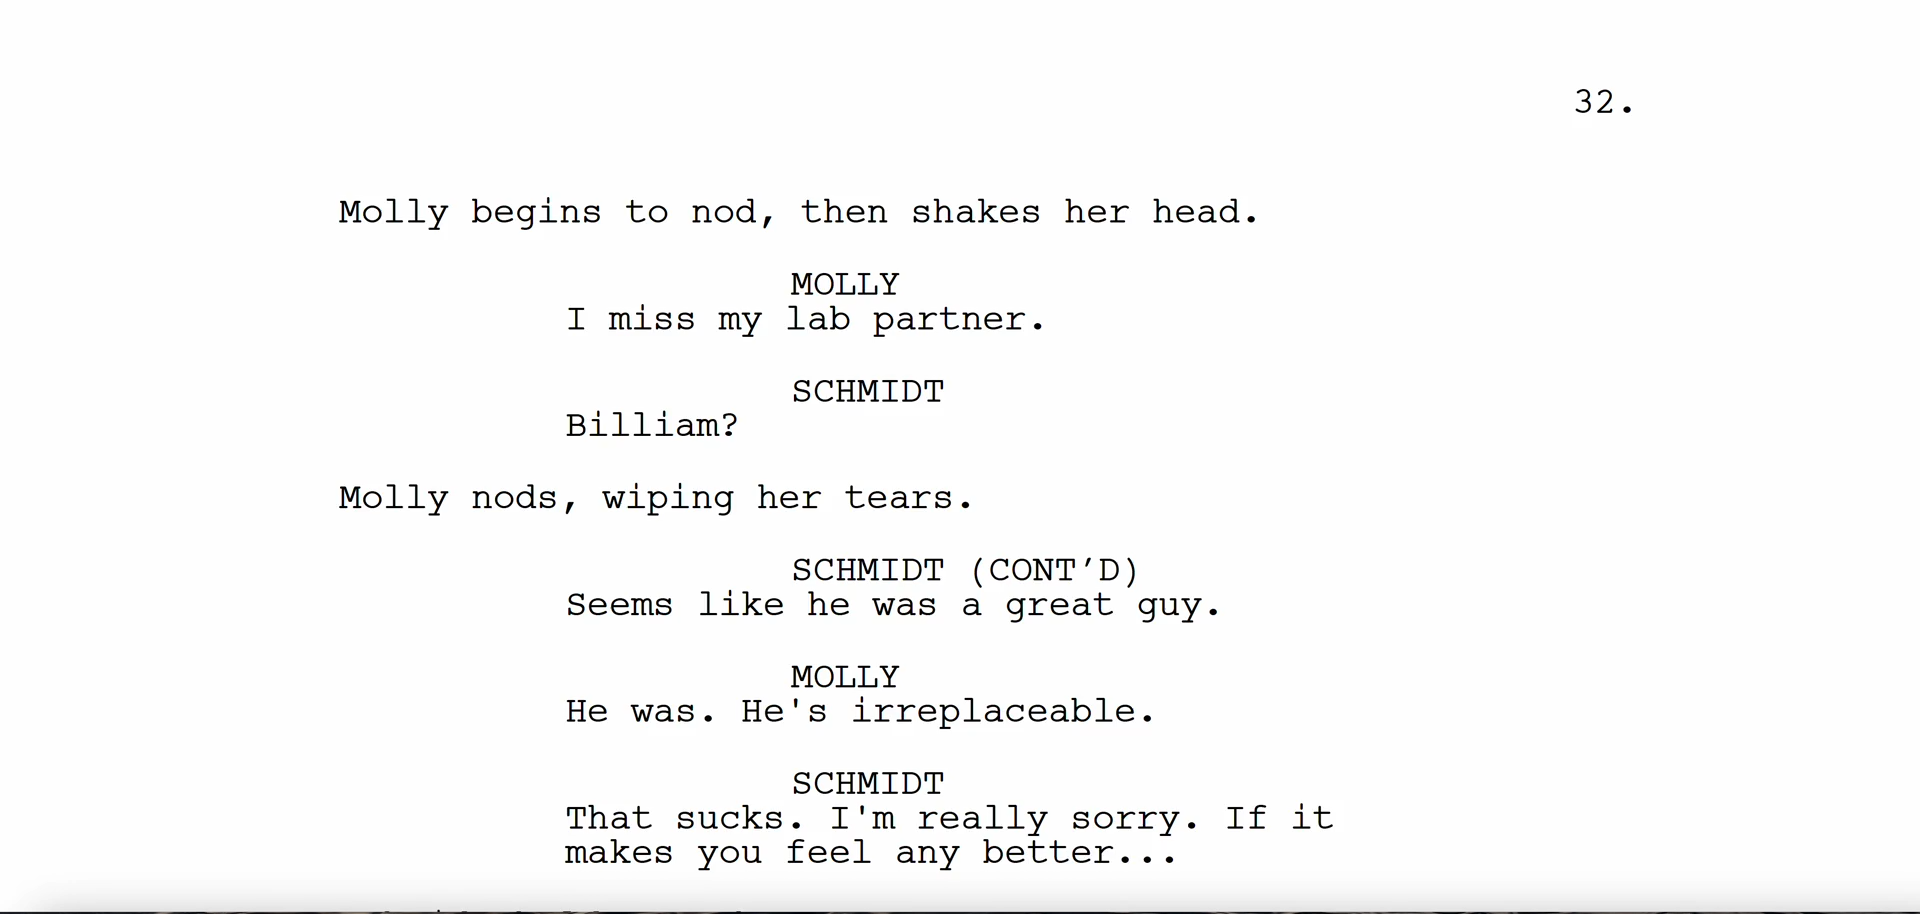 32.
Molly begins to nod, then shakes her head.
MOLLY
I miss my lab partner.
SCHMIDT
Billiam?
Molly nods, wiping her tears.
SCHMIDT (CONT'D)
Seems like he was a great guy.
MOLLY
He was. He's irreplaceable.
SCHMIDT
That sucks. I'm really sorry. If it
makes you feel any better...